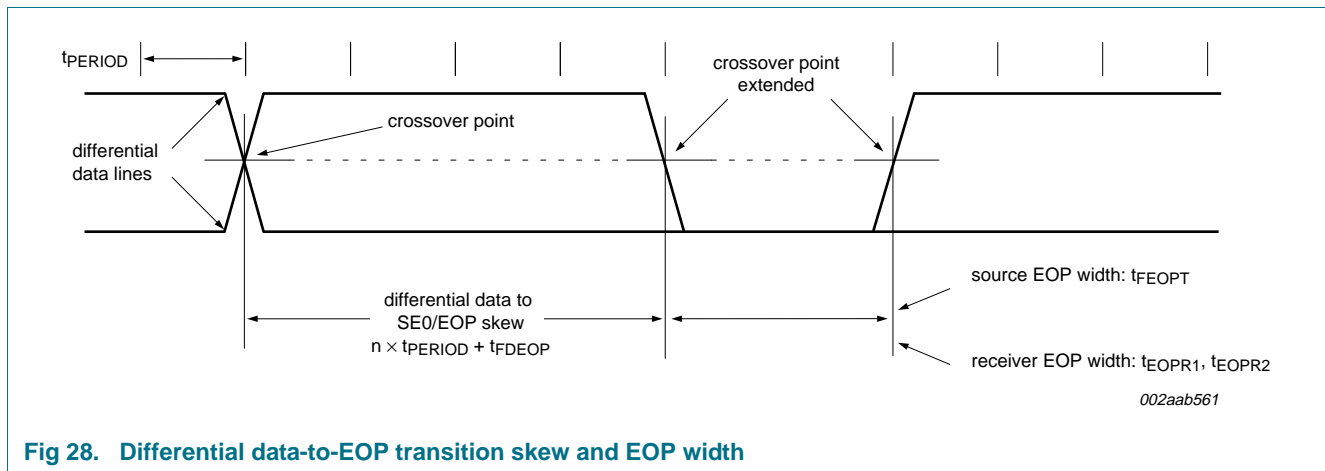 tPERIOD
crossover point
extended
crossover point
differential
data lines
differential data to
SE0/EOP skew
n × tPERIOD + tFDEOP
source EOP width: tFEOPT
receiver EOP width: tEOPR1, tEOPR2
002aab561
Fig 28. Differential data-to-EOP transition skew and EOP width